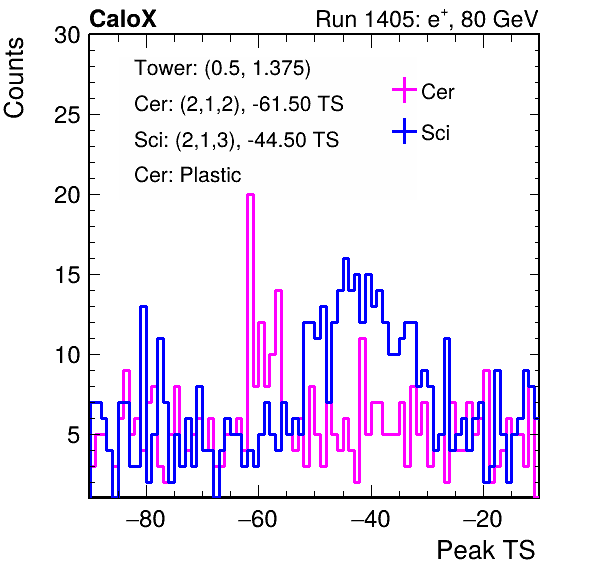 CaloX Run 1405: e⁺, 80 GeV
Counts
30
25
20
15
10
5
Tower: (0.5, 1.375)
Cer: (2,1,2), -61.50 TS
Sci: (2,1,3), -44.50 TS
Cer: Plastic
Cer
Sci
−80 −60 −40 −20
Peak TS